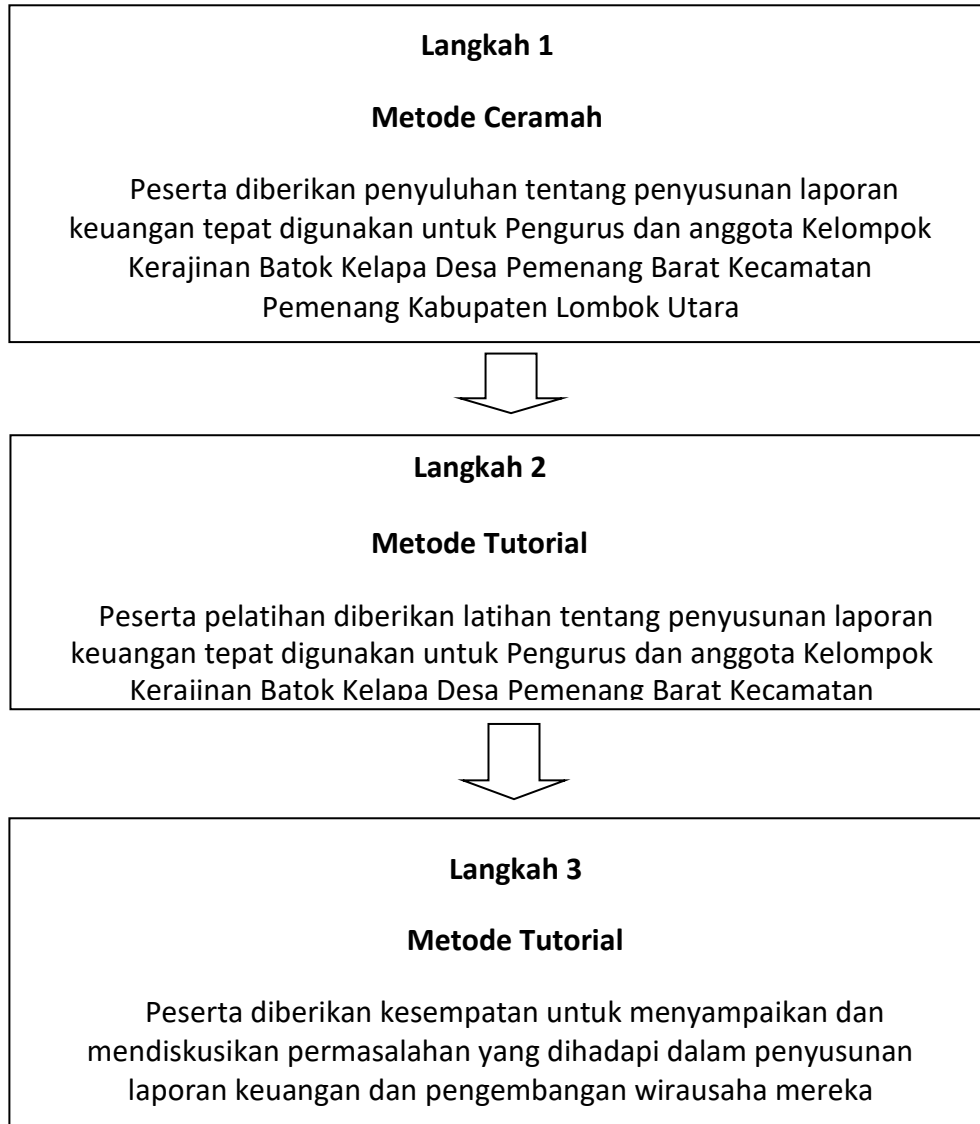 Langkah 1
Metode Ceramah
Peserta diberikan penyuluhan tentang penyusunan laporan
keuangan tepat digunakan untuk Pengurus dan anggota Kelompok
Kerajinan Batok Kelapa Desa Pemenang Barat Kecamatan
Pemenang Kabupaten Lombok Utara
Langkah 2
Metode Tutorial
Peserta pelatihan diberikan latihan tentang penyusunan laporan
keuangan tepat digunakan untuk Pengurus dan anggota Kelompok
Kerajinan Batok Kelapa Desa Pemenang Barat Kecamatan
Langkah 3
Metode Tutorial
Peserta diberikan kesempatan untuk menyampaikan dan
mendiskusikan permasalahan yang dihadapi dalam penyusunan
laporan keuangan dan pengembangan wirausaha mereka